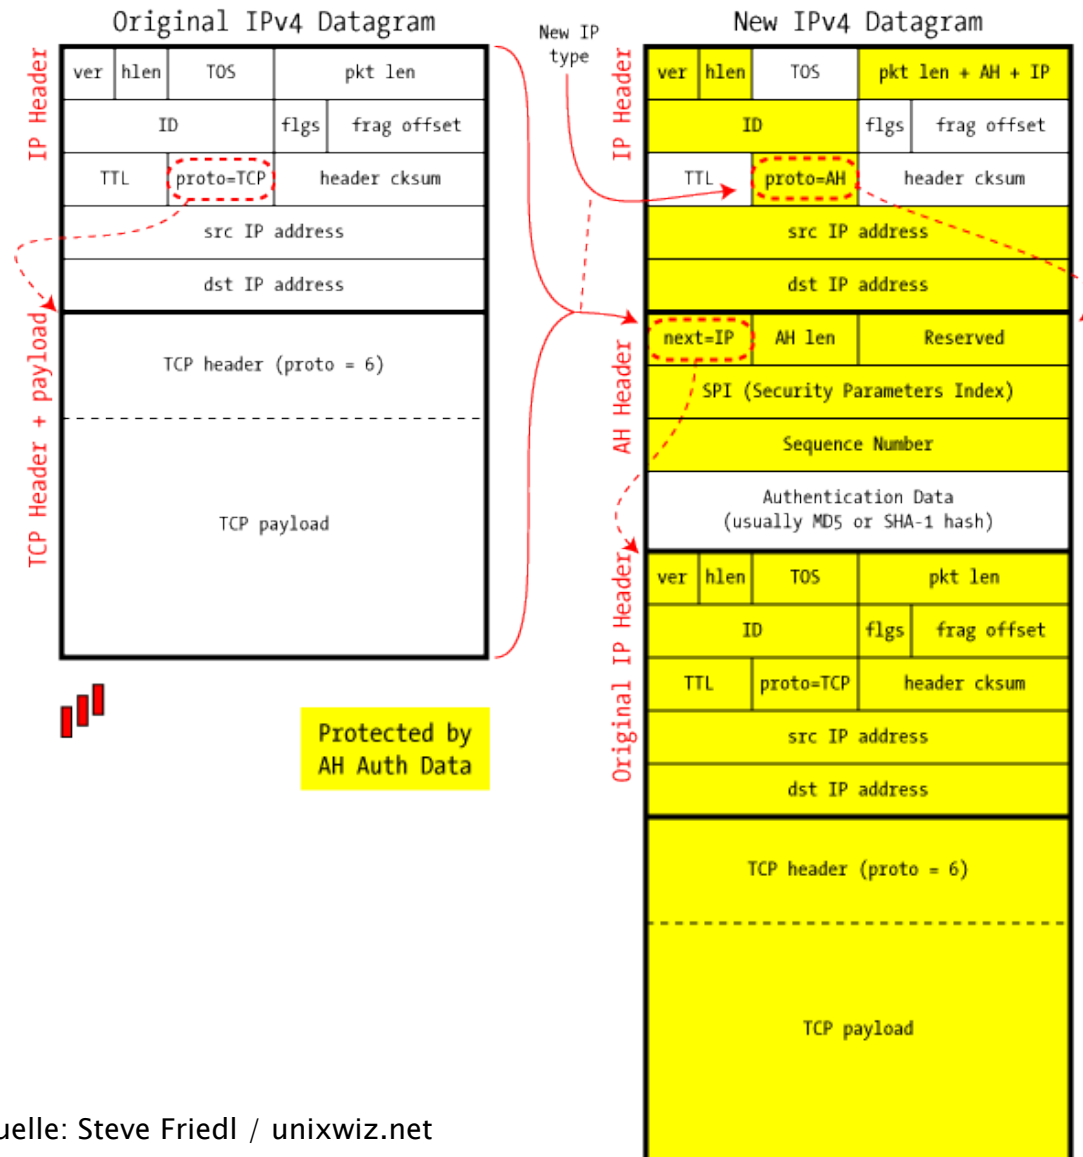 Original IPv4 Datagram
IP Header
ver hlen TOS pkt len
ID flgs frag offset
TTL proto=TCP header cksum
src IP address
dst IP address
TCP Header + payload
TCP header (proto = 6)
TCP payload
Protected by
AH Auth Data
New IP
type
New IPv4 Datagram
IP Header
ver hlen TOS pkt len + AH + IP
ID flgs frag offset
TTL proto=AH header cksum
src IP address
dst IP address
AH Header
next=IP AH len Reserved
SPI (Security Parameters Index)
Sequence Number
Authentication Data
(usually MD5 or SHA-1 hash)
Original IP Header
ver hlen TOS pkt len
ID flgs frag offset
TTL proto=TCP header cksum
src IP address
dst IP address
TCP header (proto = 6)
TCP payload
uelle: Steve Friedl / unixwiz.net